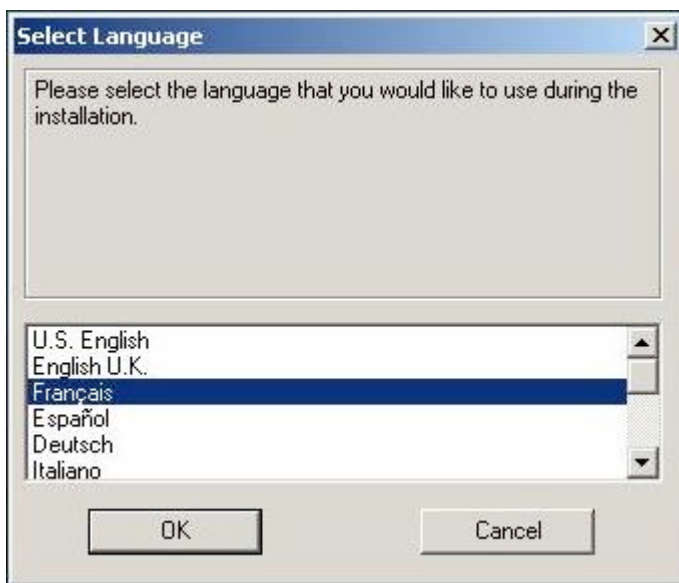 Select Language
Please select the language that you would like to use during the
installation.
U.S. English
English U.K.
Français
Español
Deutsch
Italiano
OK
Cancel